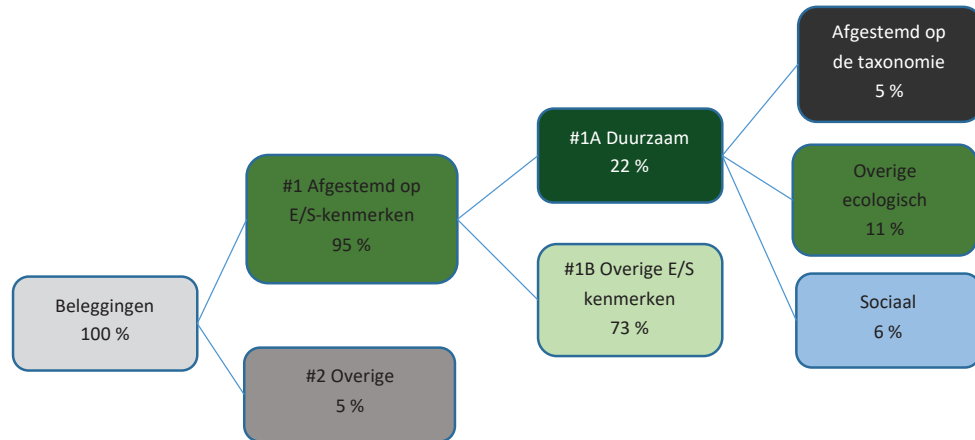 Beleggingen
100 %
#1 Afgestemd op
E/S-kenmerken
95 %
#2 Overige
5 %
#1A Duurzaam
22 %
#1B Overige E/S
kenmerken
73 %
Afgestemd op
de taxonomie
5 %
Overige
ecologisch
11 %
Sociaal
6 %